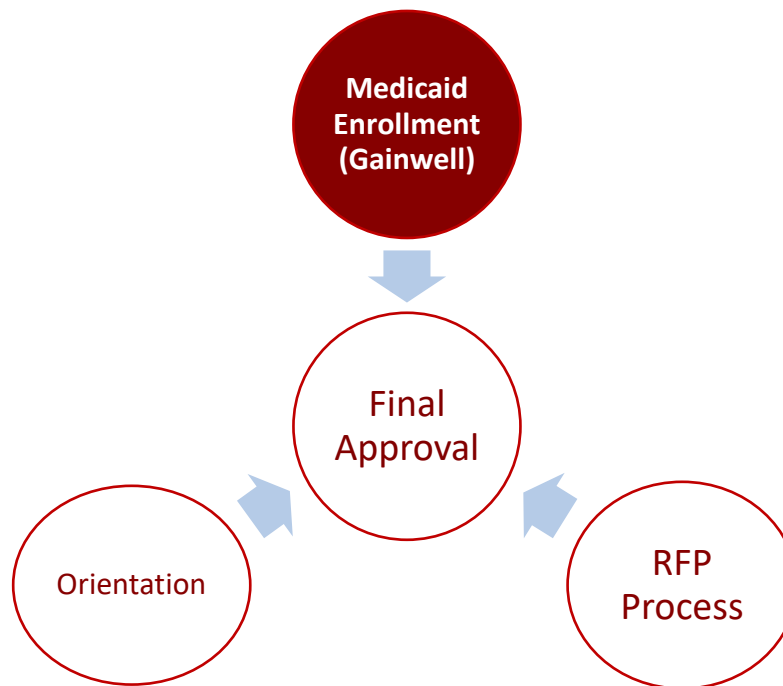 Medicaid
Enrollment
(Gainwell)
Final
Approval
Orientation
RFP
Process